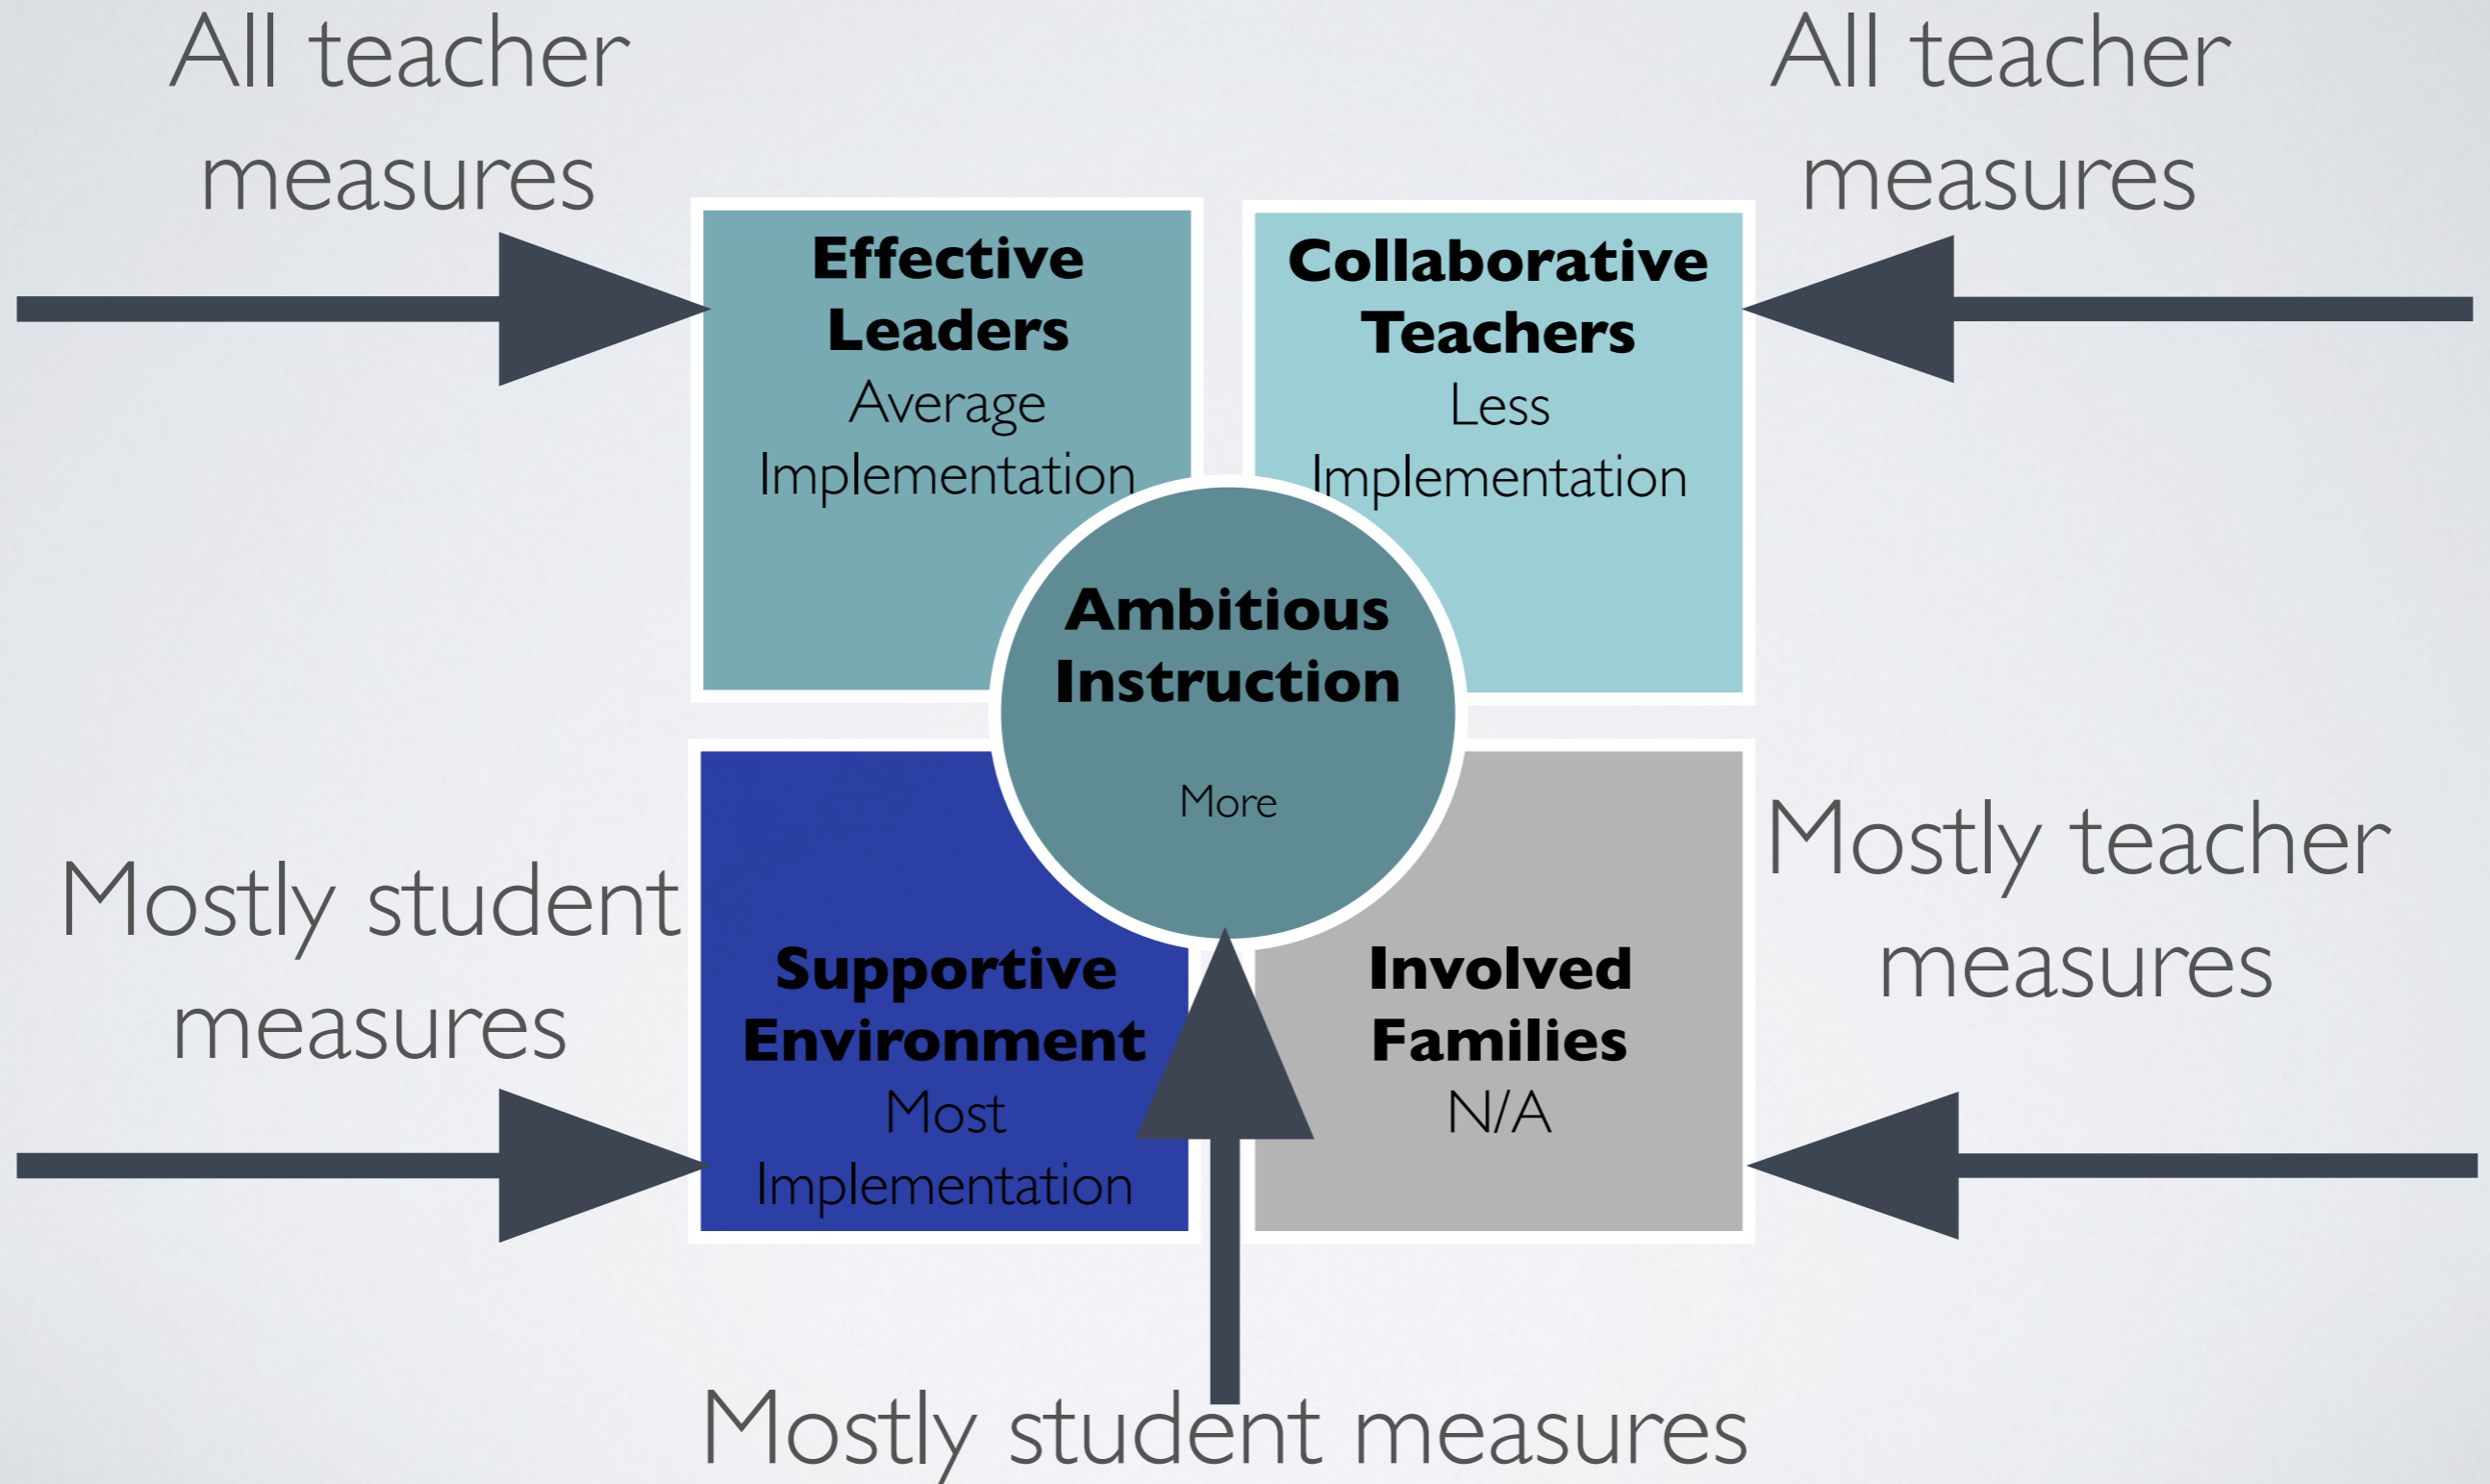 All teacher
measures
All teacher
measures
Effective
Leaders
Average
Implementation
Collaborative
Teachers
Less
Implementation
Ambitious
Instruction
More
Mostly student
measures
Supportive
Environment
Most
Implementation
Involved
Families
N/A
Mostly teacher
measures
Mostly student measures